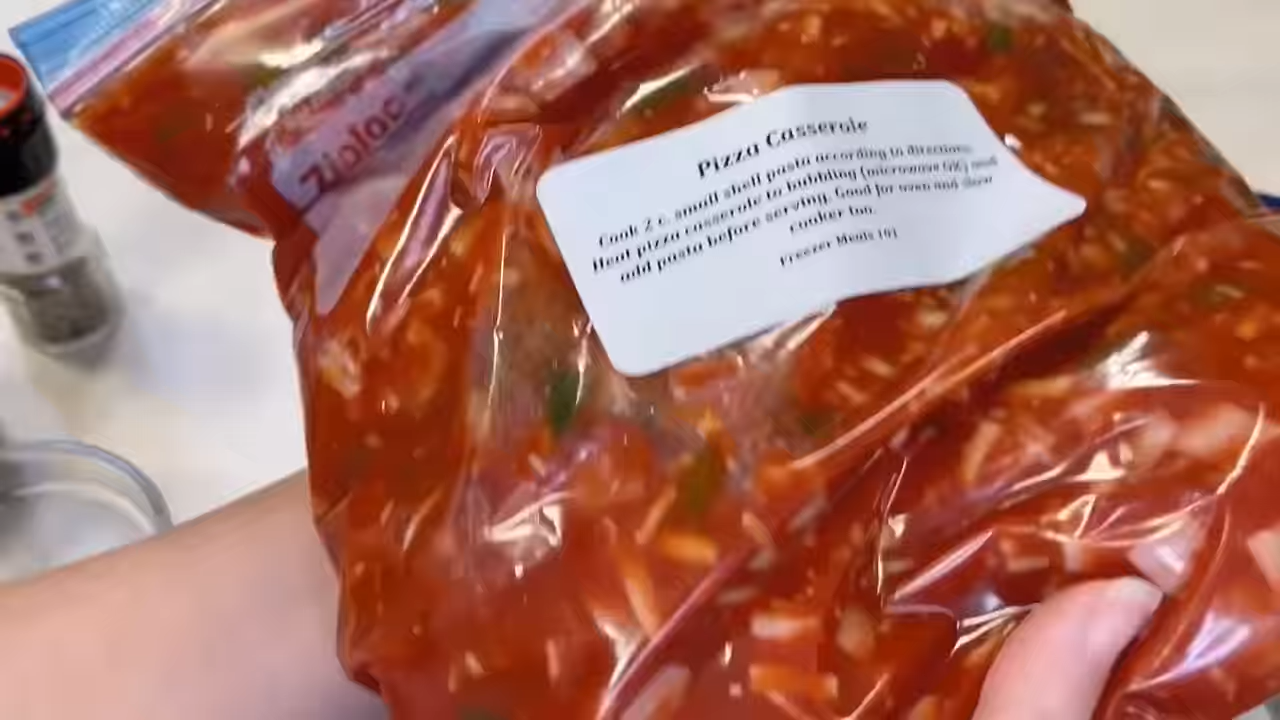 Ziploc
Pizza Casserole
Cook 2 c. small shell pasta according to directions.
Heat pizza casserole to bubbling (microwave OK) and
add pasta before serving. Good for oven and slow
cooker too.
Freezer Meals 101